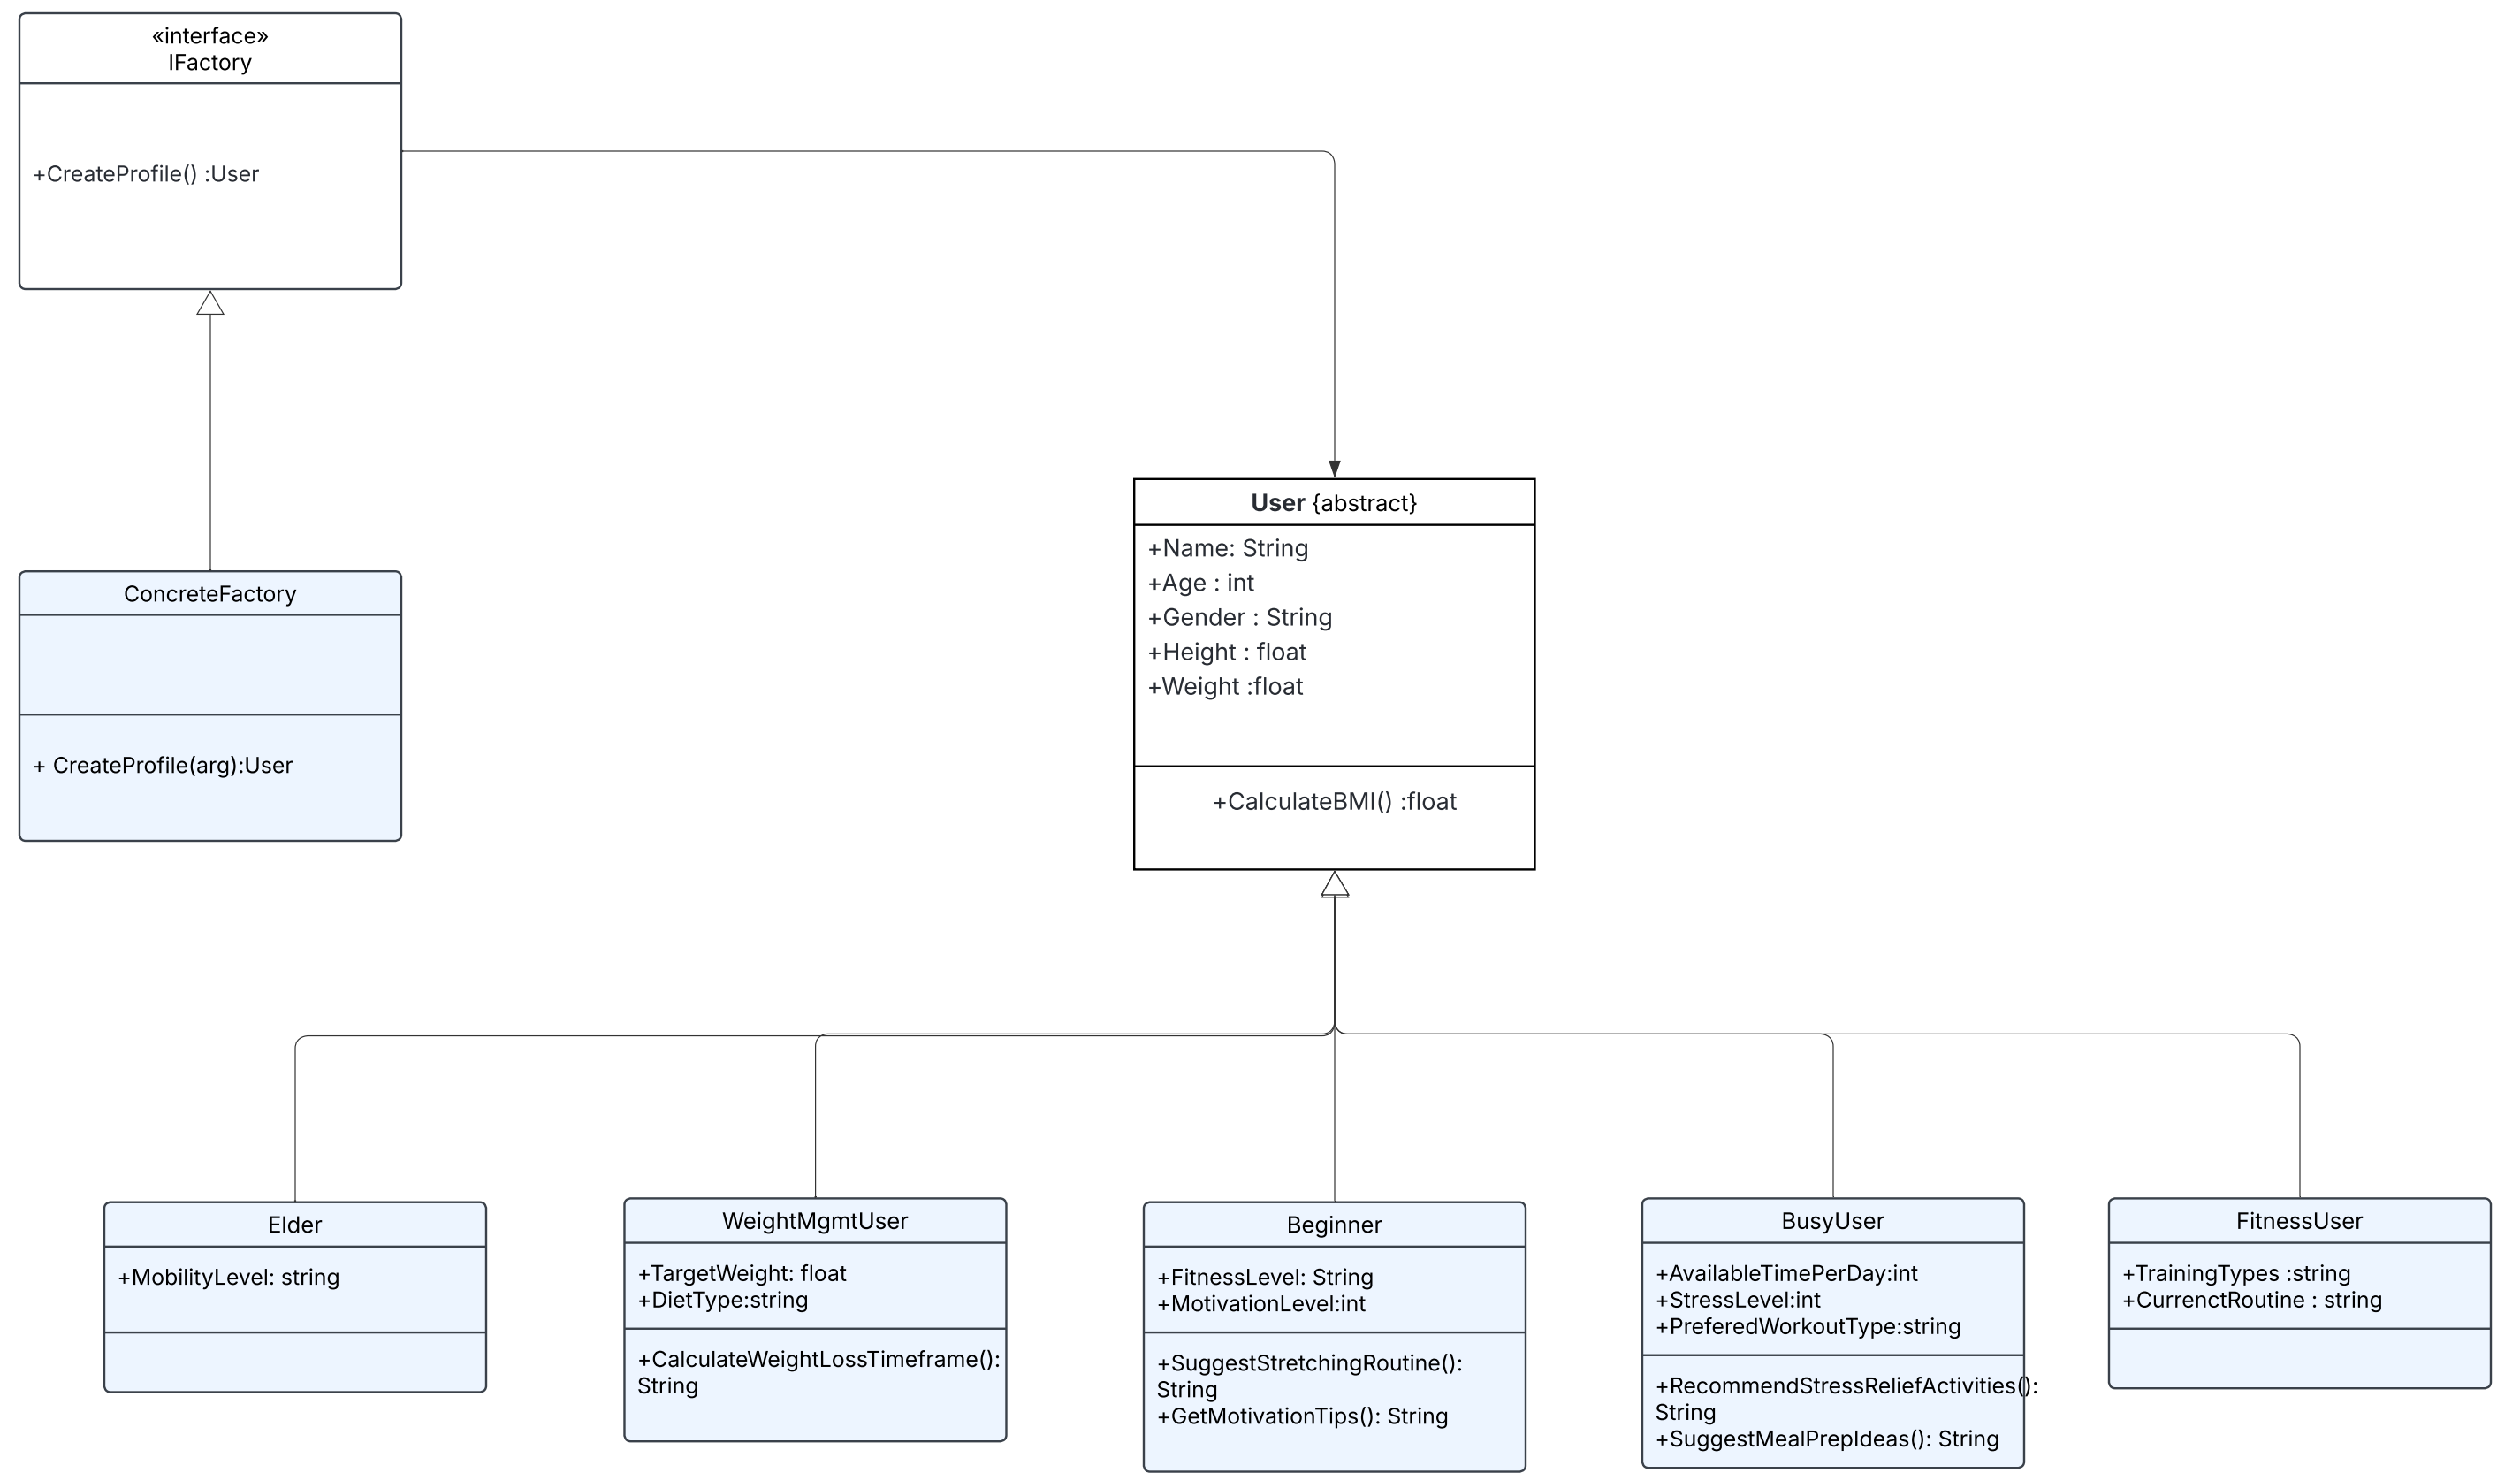 «interface»
IFactory
+CreateProfile() :User
ConcreteFactory
+ CreateProfile(arg):User
User {abstract}
+Name: String
+Age : int
+Gender : String
+Height : float
+Weight :float
+CalculateBMI() :float
Elder
+MobilityLevel: string
WeightMgmtUser
+TargetWeight: float
+DietType:string
+CalculateWeightLossTimeframe():
String
Beginner
+FitnessLevel: String
+MotivationLevel:int
+SuggestStretchingRoutine():
String
+GetMotivationTips(): String
BusyUser
+AvailableTimePerDay:int
+StressLevel:int
+PreferedWorkoutType:string
+RecommendStressReliefActivities():
String
+SuggestMealPrepIdeas(): String
FitnessUser
+TrainingTypes :string
+CurrenctRoutine : string